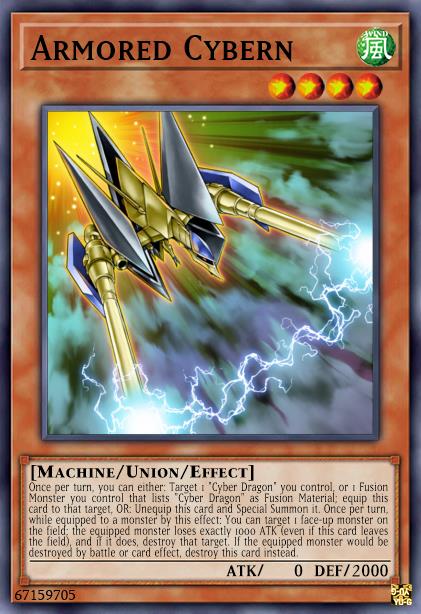 ARMORED CYBERN
WIND
風
[MACHINE/UNION/EFFECT]
Once per turn, you can either: Target 1 "Cyber Dragon" you control, or 1 Fusion
Monster you control that lists "Cyber Dragon" as Fusion Material; equip this
card to that target, OR: Unequip this card and Special Summon it. Once per turn,
while equipped to a monster by this effect: You can target 1 face-up monster on
the field; the equipped monster loses exactly 1000 ATK (even if this card leaves
the field), and if it does, destroy that target. If the equipped monster would be
destroyed by battle or card effect, destroy this card instead.
ATK/ 0 DEF/2000
67159705